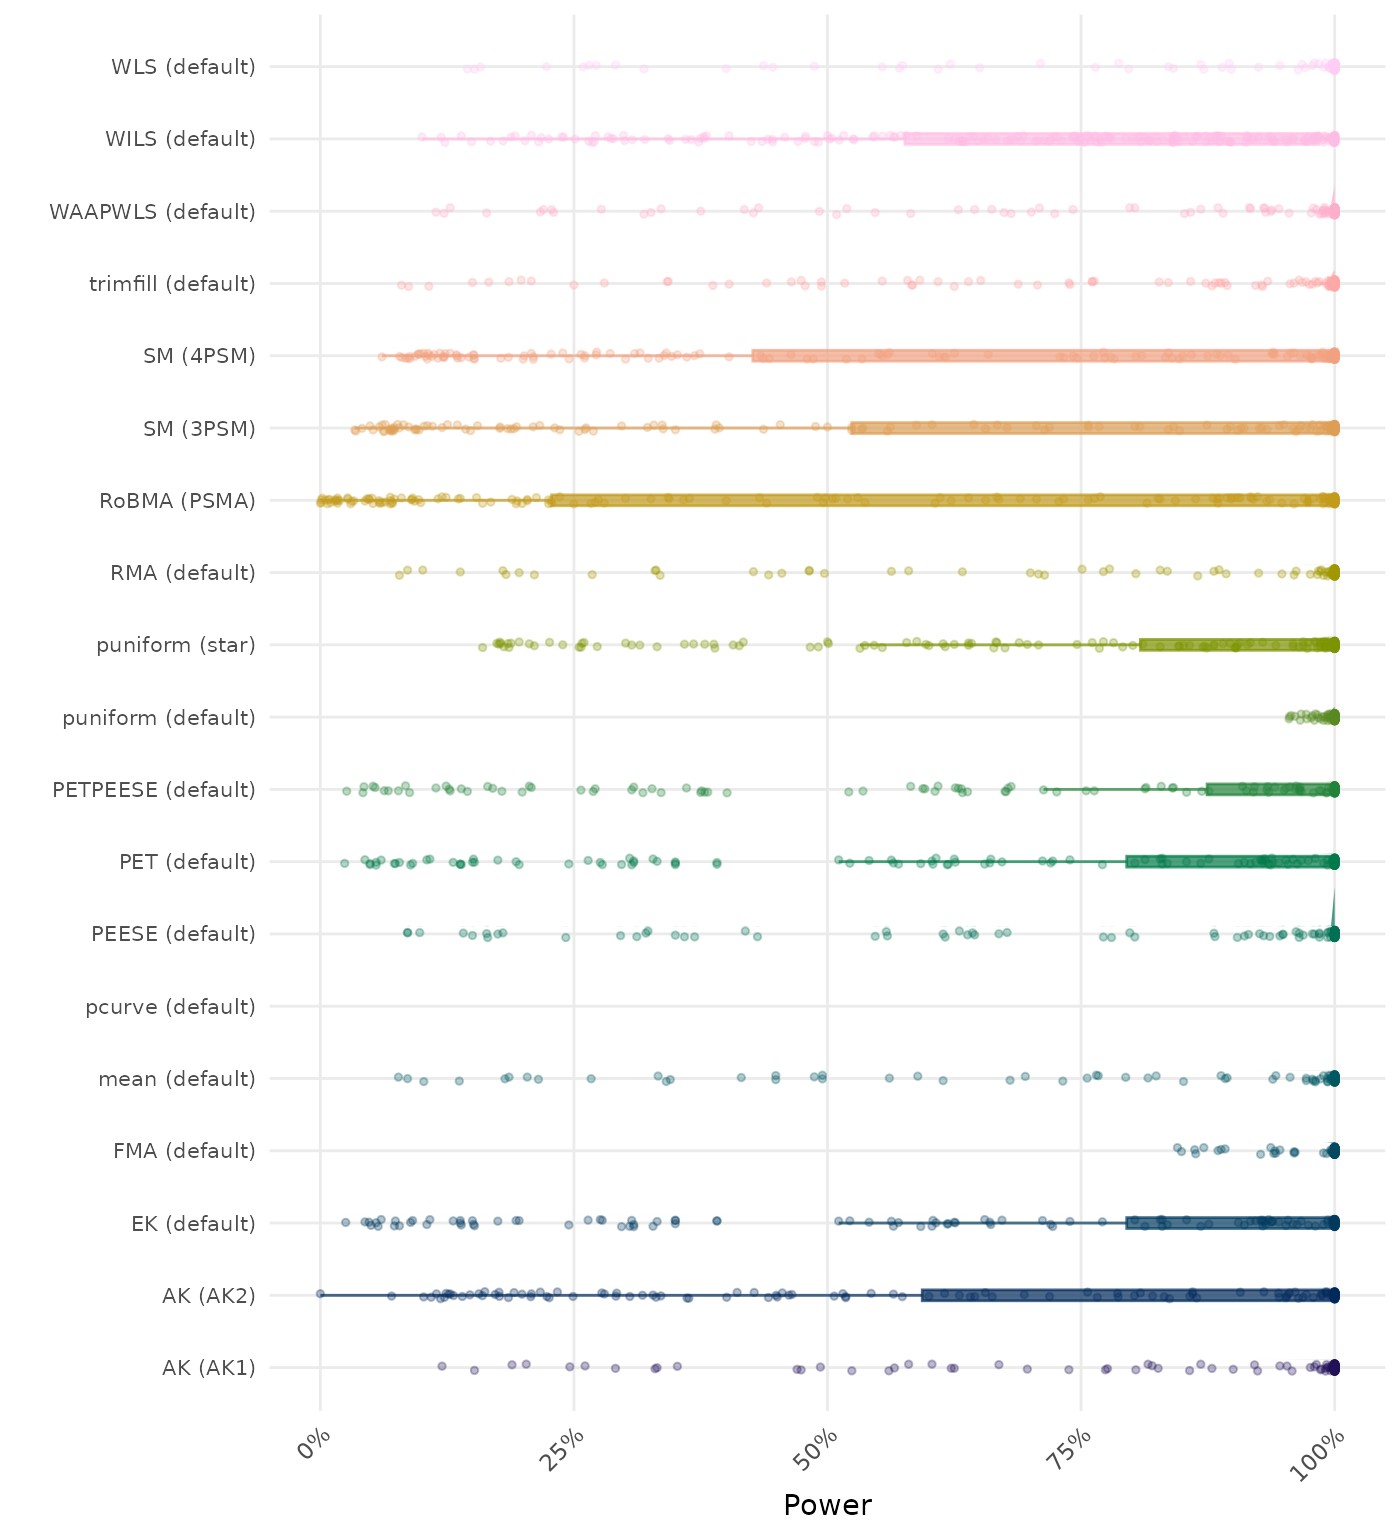 WLS (default)
WILS (default)
WAAPWLS (default)
trimfill (default)
SM (4PSM)
SM (3PSM)
RoBMA (PSMA)
RMA (default)
puniform (star)
puniform (default)
PETPEESE (default)
PET (default)
PEESE (default)
pcurve (default)
mean (default)
FMA (default)
EK (default)
AK (AK2)
AK (AK1)
0%
25%
50%
75%
100%
Power